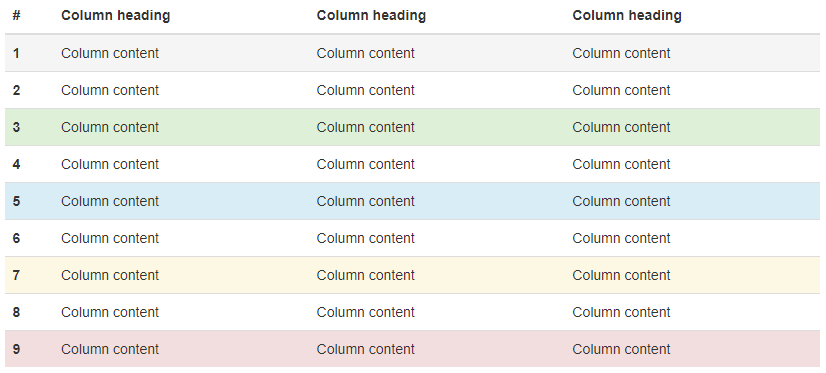 # Column heading Column heading Column heading
1 Column content Column content Column content
2 Column content Column content Column content
3 Column content Column content Column content
4 Column content Column content Column content
5 Column content Column content Column content
6 Column content Column content Column content
7 Column content Column content Column content
8 Column content Column content Column content
9 Column content Column content Column content